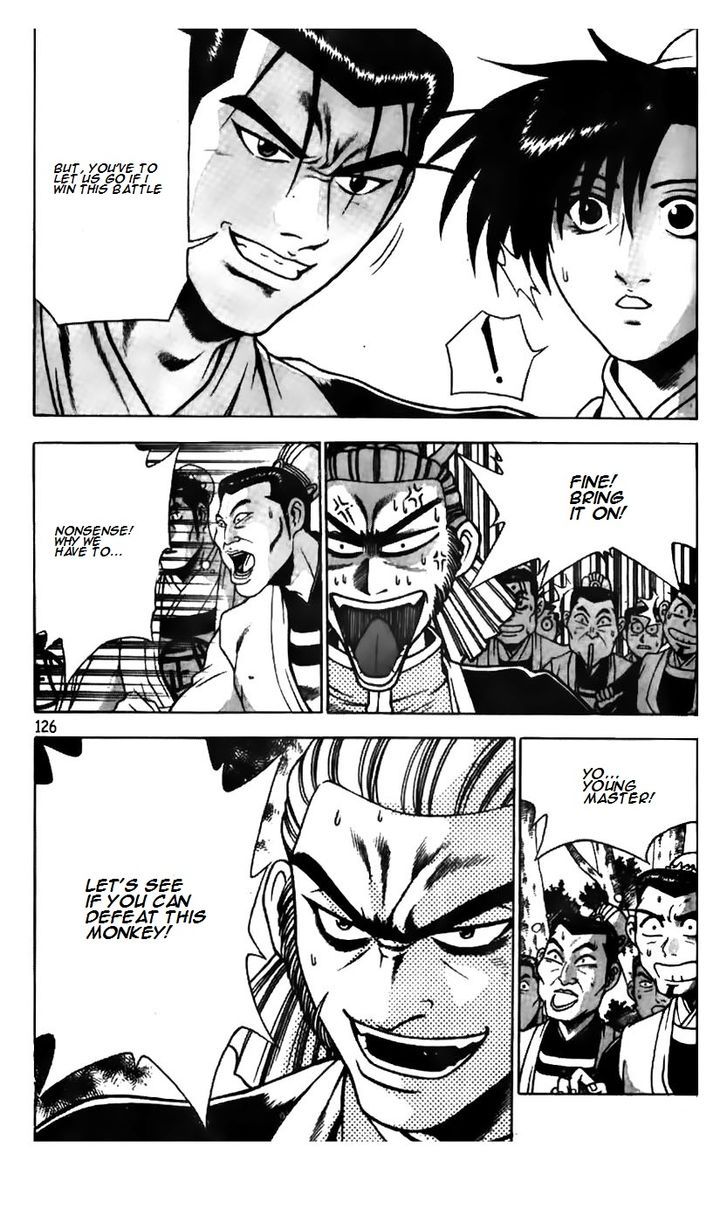 BUT, YOU'VE TO
LET US GO IF I
WIN THIS BATTLE
!
FINE!
BRING
IT ON!
NONSENSE!
WHY WE
HAVE TO...
126
YO...
YOUNG
MASTER!
LET'S SEE
IF YOU CAN
DEFEAT THIS
MONKEY!